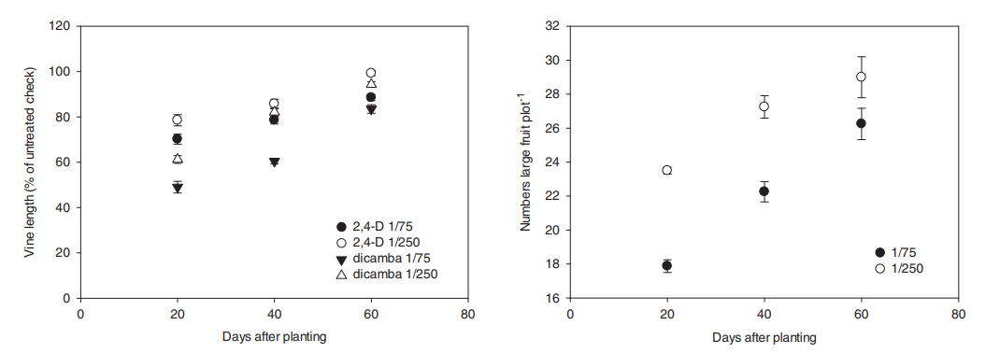 120
100
80
60
40
20
0
Vine length (% of untreated check)
2,4-D 1/75
2,4-D 1/250
dicamba 1/75
dicamba 1/250
0 20 40 60 80
Days after planting
32
30
28
26
24
22
20
18
16
Numbers large fruit plot⁻¹
1/75
1/250
0 20 40 60 80
Days after planting